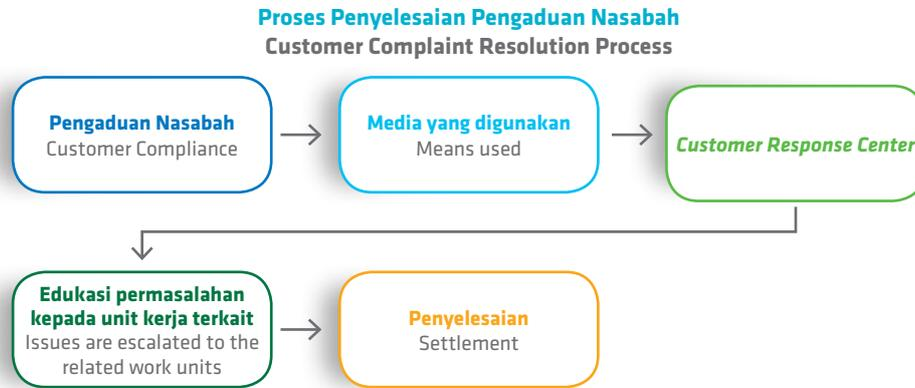 Proses Penyelesaian Pengaduan Nasabah
Customer Complaint Resolution Process
Pengaduan Nasabah
Customer Compliance
Media yang digunakan
Means used
Customer Response Center
Edukasi permasalahan
kepada unit kerja terkait
Issues are escalated to the
related work units
Penyelesaian
Settlement